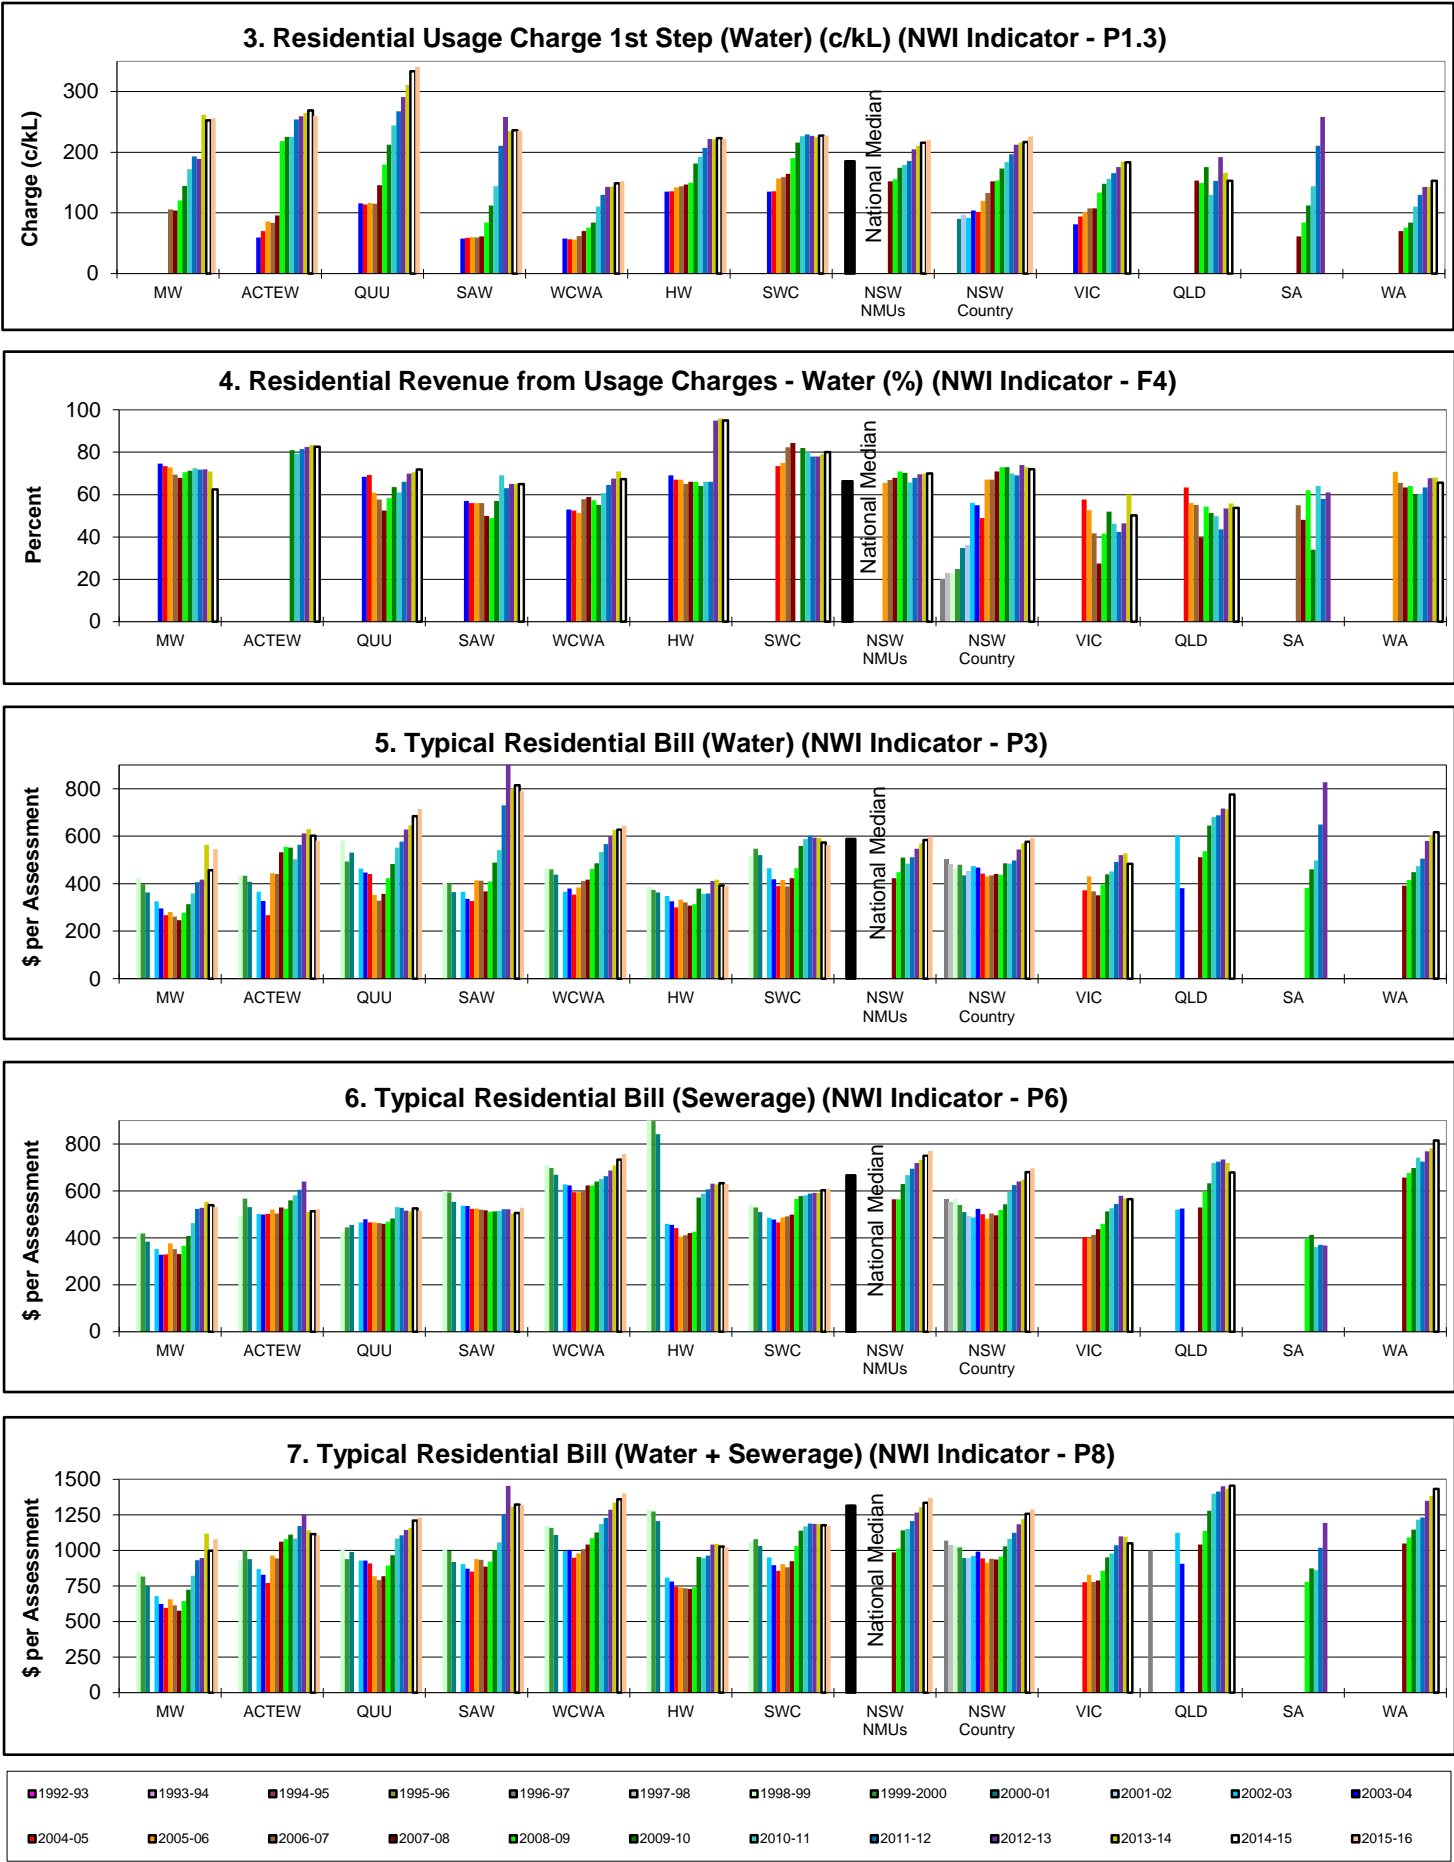 3. Residential Usage Charge 1st Step (Water) (c/kL) (NWI Indicator - P1.3)
Charge (c/kL)
300
200
100
0
National Median
MW ACTEW QUU SAW WCWA HW SWC NSW NMUs NSW Country VIC QLD SA WA
4. Residential Revenue from Usage Charges - Water (%) (NWI Indicator - F4)
Percent
100
80
60
40
20
0
National Median
MW ACTEW QUU SAW WCWA HW SWC NSW NMUs NSW Country VIC QLD SA WA
5. Typical Residential Bill (Water) (NWI Indicator - P3)
$ per Assessment
800
600
400
200
0
National Median
MW ACTEW QUU SAW WCWA HW SWC NSW NMUs NSW Country VIC QLD SA WA
6. Typical Residential Bill (Sewerage) (NWI Indicator - P6)
$ per Assessment
800
600
400
200
0
National Median
MW ACTEW QUU SAW WCWA HW SWC NSW NMUs NSW Country VIC QLD SA WA
7. Typical Residential Bill (Water + Sewerage) (NWI Indicator - P8)
$ per Assessment
1500
1250
1000
750
500
250
0
National Median
MW ACTEW QUU SAW WCWA HW SWC NSW NMUs NSW Country VIC QLD SA WA
1992-93 1993-94 1994-95 1995-96 1996-97 1997-98 1998-99 1999-2000 2000-01 2001-02 2002-03 2003-04
2004-05 2005-06 2006-07 2007-08 2008-09 2009-10 2010-11 2011-12 2012-13 2013-14 2014-15 2015-16